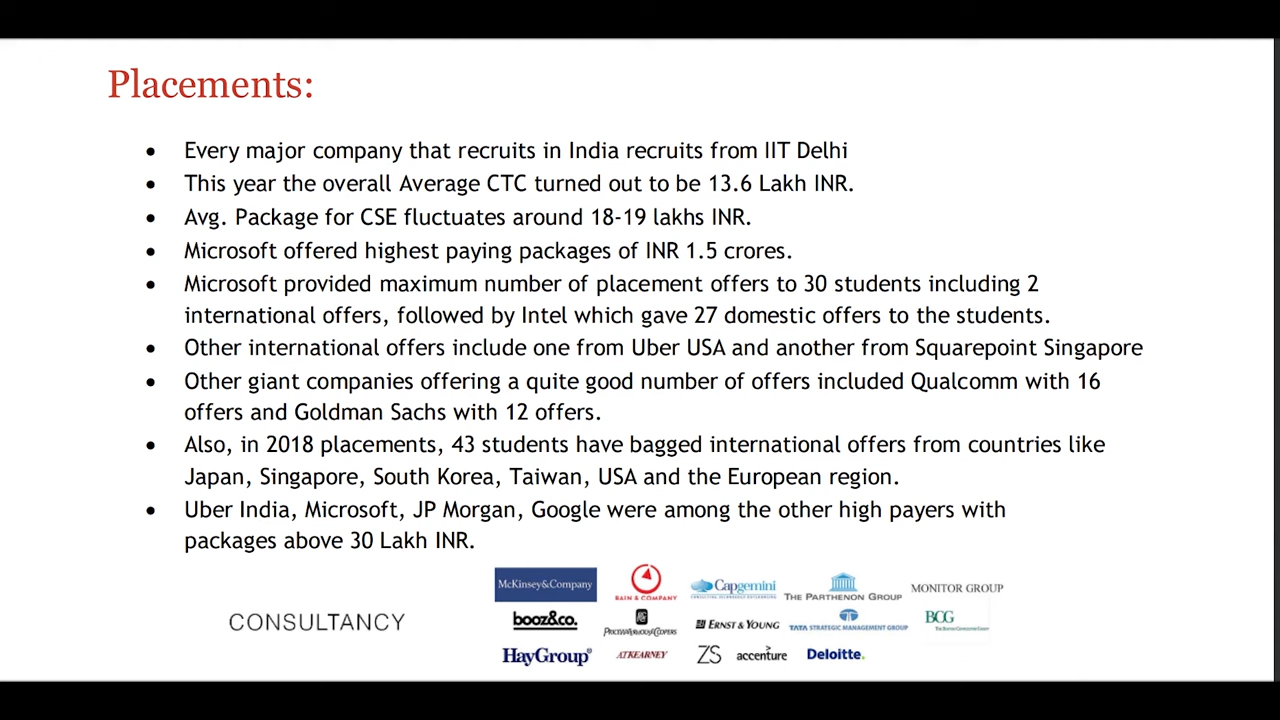 Placements:
• Every major company that recruits in India recruits from IIT Delhi
• This year the overall Average CTC turned out to be 13.6 Lakh INR.
• Avg. Package for CSE fluctuates around 18-19 lakhs INR.
• Microsoft offered highest paying packages of INR 1.5 crores.
• Microsoft provided maximum number of placement offers to 30 students including 2
international offers, followed by Intel which gave 27 domestic offers to the students.
• Other international offers include one from Uber USA and another from Squarepoint Singapore
• Other giant companies offering a quite good number of offers included Qualcomm with 16
offers and Goldman Sachs with 12 offers.
• Also, in 2018 placements, 43 students have bagged international offers from countries like
Japan, Singapore, South Korea, Taiwan, USA and the European region.
• Uber India, Microsoft, JP Morgan, Google were among the other high payers with
packages above 30 Lakh INR.
CONSULTANCY
McKinsey&Company BAIN & COMPANY Capgemini THE PARTHENON GROUP MONITOR GROUP
CONSULTING.TECHNOLOGY.OUTSOURCING
booz&co. PRICEWATERHOUSECOOPERS ERNST & YOUNG TATA STRATEGIC MANAGEMENT GROUP BCG
THE BOSTON CONSULTING GROUP
HayGroup® ATKEARNEY ZS accenture Deloitte.